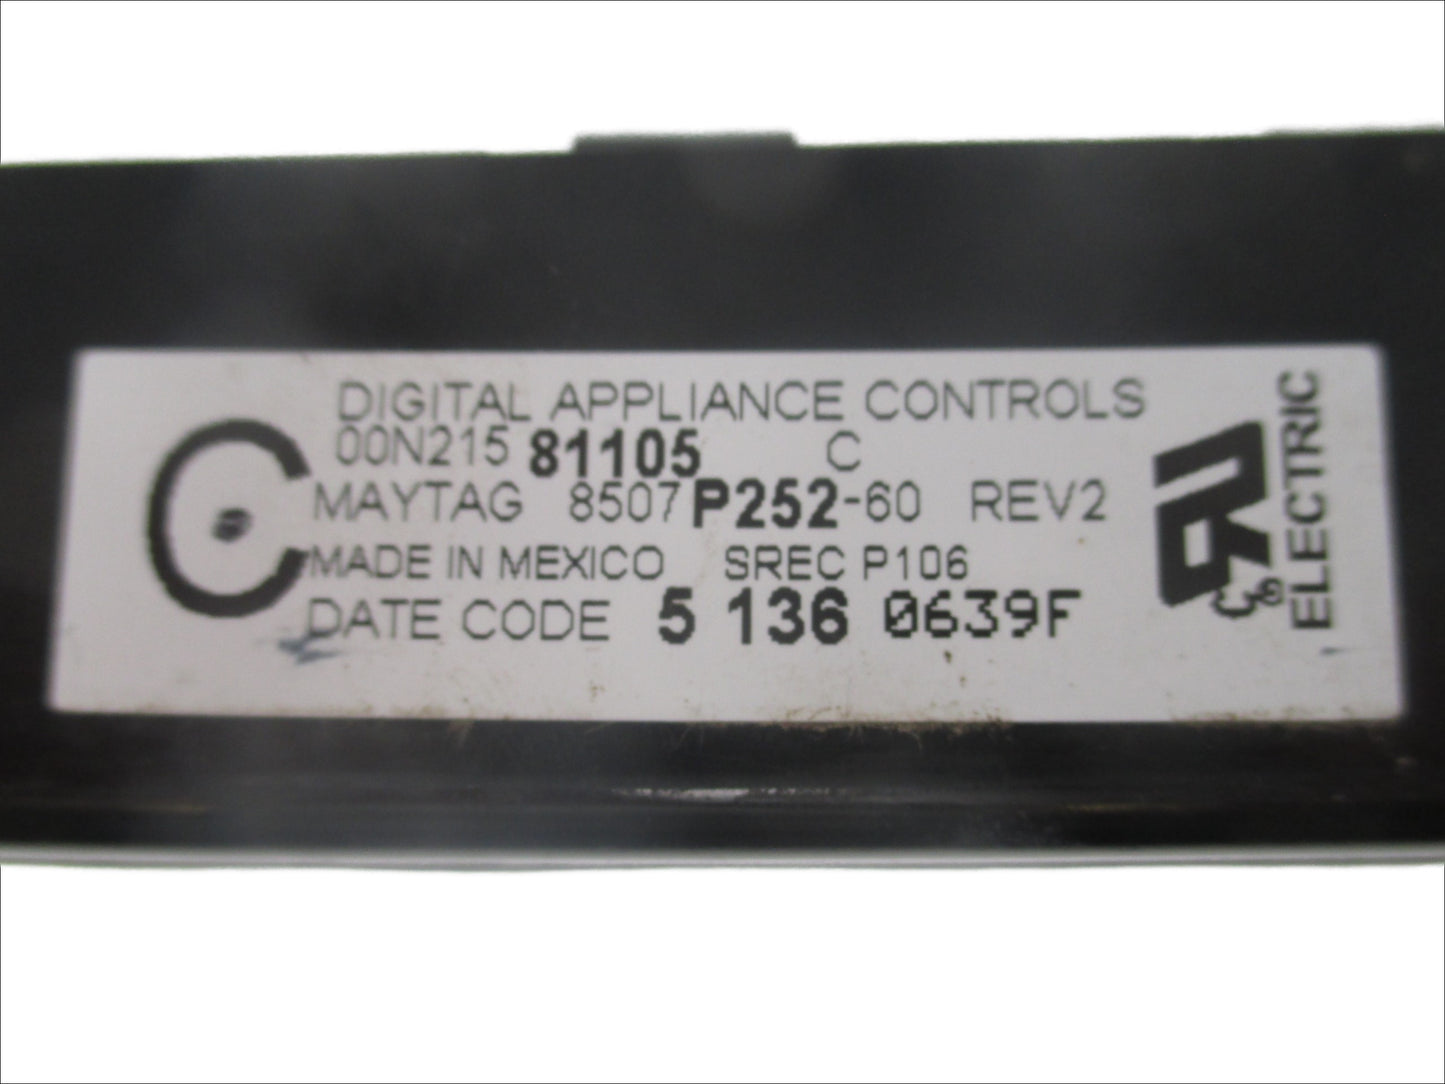 DIGITAL APPLIANCE CONTROLS
00N215 81105 C
MAYTAG 8507P252-60 REV2
MADE IN MEXICO SREC P106
DATE CODE 5 136 0639F
ELECTRIC